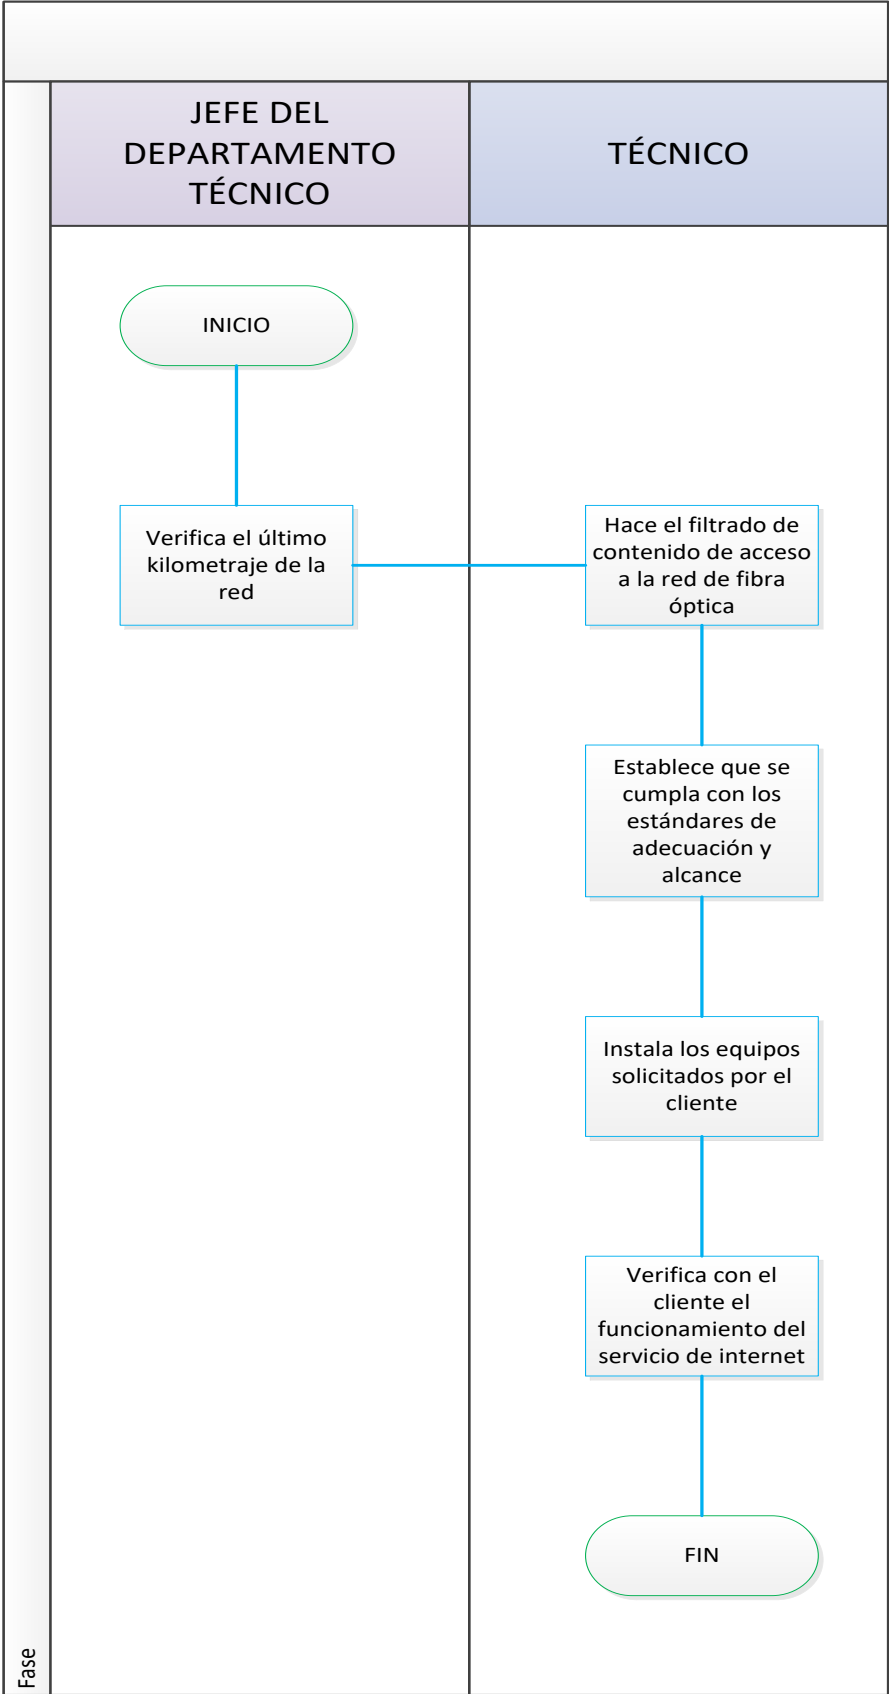 JEFE DEL
DEPARTAMENTO
TÉCNICO
TÉCNICO
INICIO
Verifica el último
kilometraje de la
red
Hace el filtrado de
contenido de acceso
a la red de fibra
óptica
Establece que se
cumpla con los
estándares de
adecuación y
alcance
Instala los equipos
solicitados por el
cliente
Verifica con el
cliente el
funcionamiento del
servicio de internet
FIN
Fase